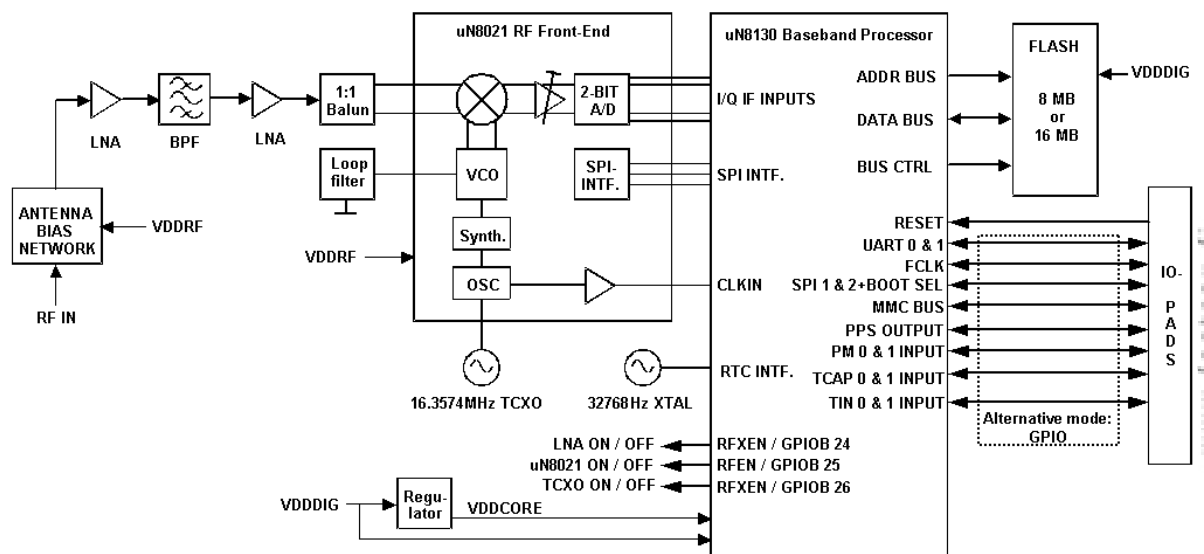 uN8021 RF Front-End
uN8130 Baseband Processor
FLASH
8 MB
or
16 MB
VDDDIG
ADDR BUS
DATA BUS
BUS CTRL
LNA
BPF
LNA
1:1
Balun
2-BIT
A/D
I/Q IF INPUTS
Loop
filter
VCO
SPI-
INTF.
SPI INTF.
ANTENNA
BIAS
NETWORK
VDDRF
RF IN
Synth.
VDDRF
OSC
CLKIN
RESET
UART 0 & 1
FCLK
SPI 1 & 2+BOOT SEL
MMC BUS
PPS OUTPUT
PM 0 & 1 INPUT
TCAP 0 & 1 INPUT
TIN 0 & 1 INPUT
Alternative mode:
GPIO
IO-
PADS
16.3574MHz TCXO
32768Hz XTAL
RTC INTF.
LNA ON / OFF
RFXEN / GPIOB 24
uN8021 ON / OFF
RFEN / GPIOB 25
TCXO ON / OFF
RFXEN / GPIOB 26
VDDDIG
Regu-
lator
VDDCORE